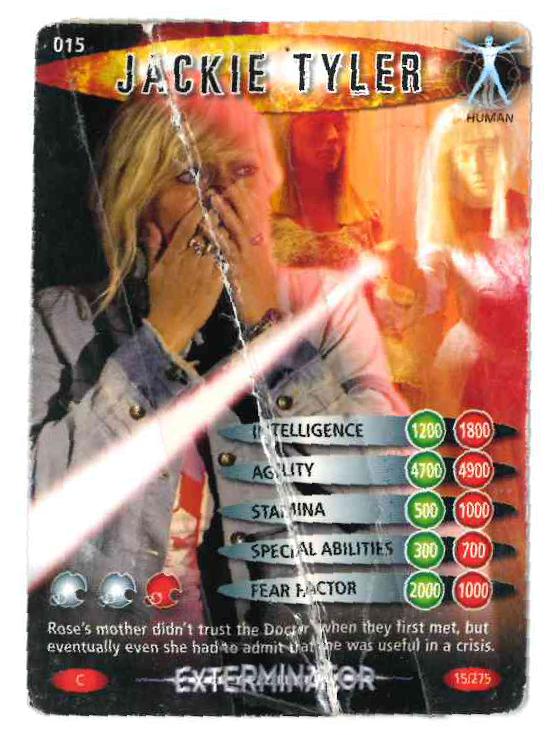 015
JACKIE TYLER
HUMAN
INTELLIGENCE 1200 1800
AGILITY 4700 4900
STAMINA 500 1000
SPECIAL ABILITIES 300 700
FEAR FACTOR 2000 1000
Rose's mother didn't trust the Doctor when they first met, but
eventually even she had to admit that he was useful in a crisis.
C EXTERMINATOR 15/275